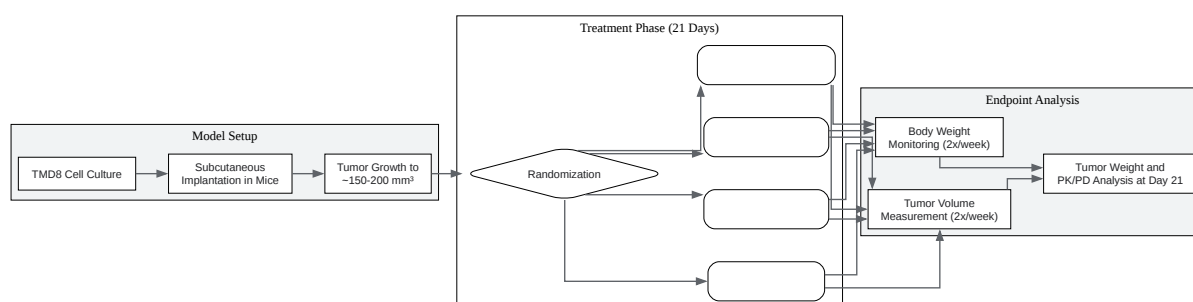 Model Setup
TMD8 Cell Culture
Subcutaneous
Implantation in Mice
Tumor Growth to
~150-200 mm³
Treatment Phase (21 Days)
Randomization
Endpoint Analysis
Body Weight
Monitoring (2x/week)
Tumor Volume
Measurement (2x/week)
Tumor Weight and
PK/PD Analysis at Day 21